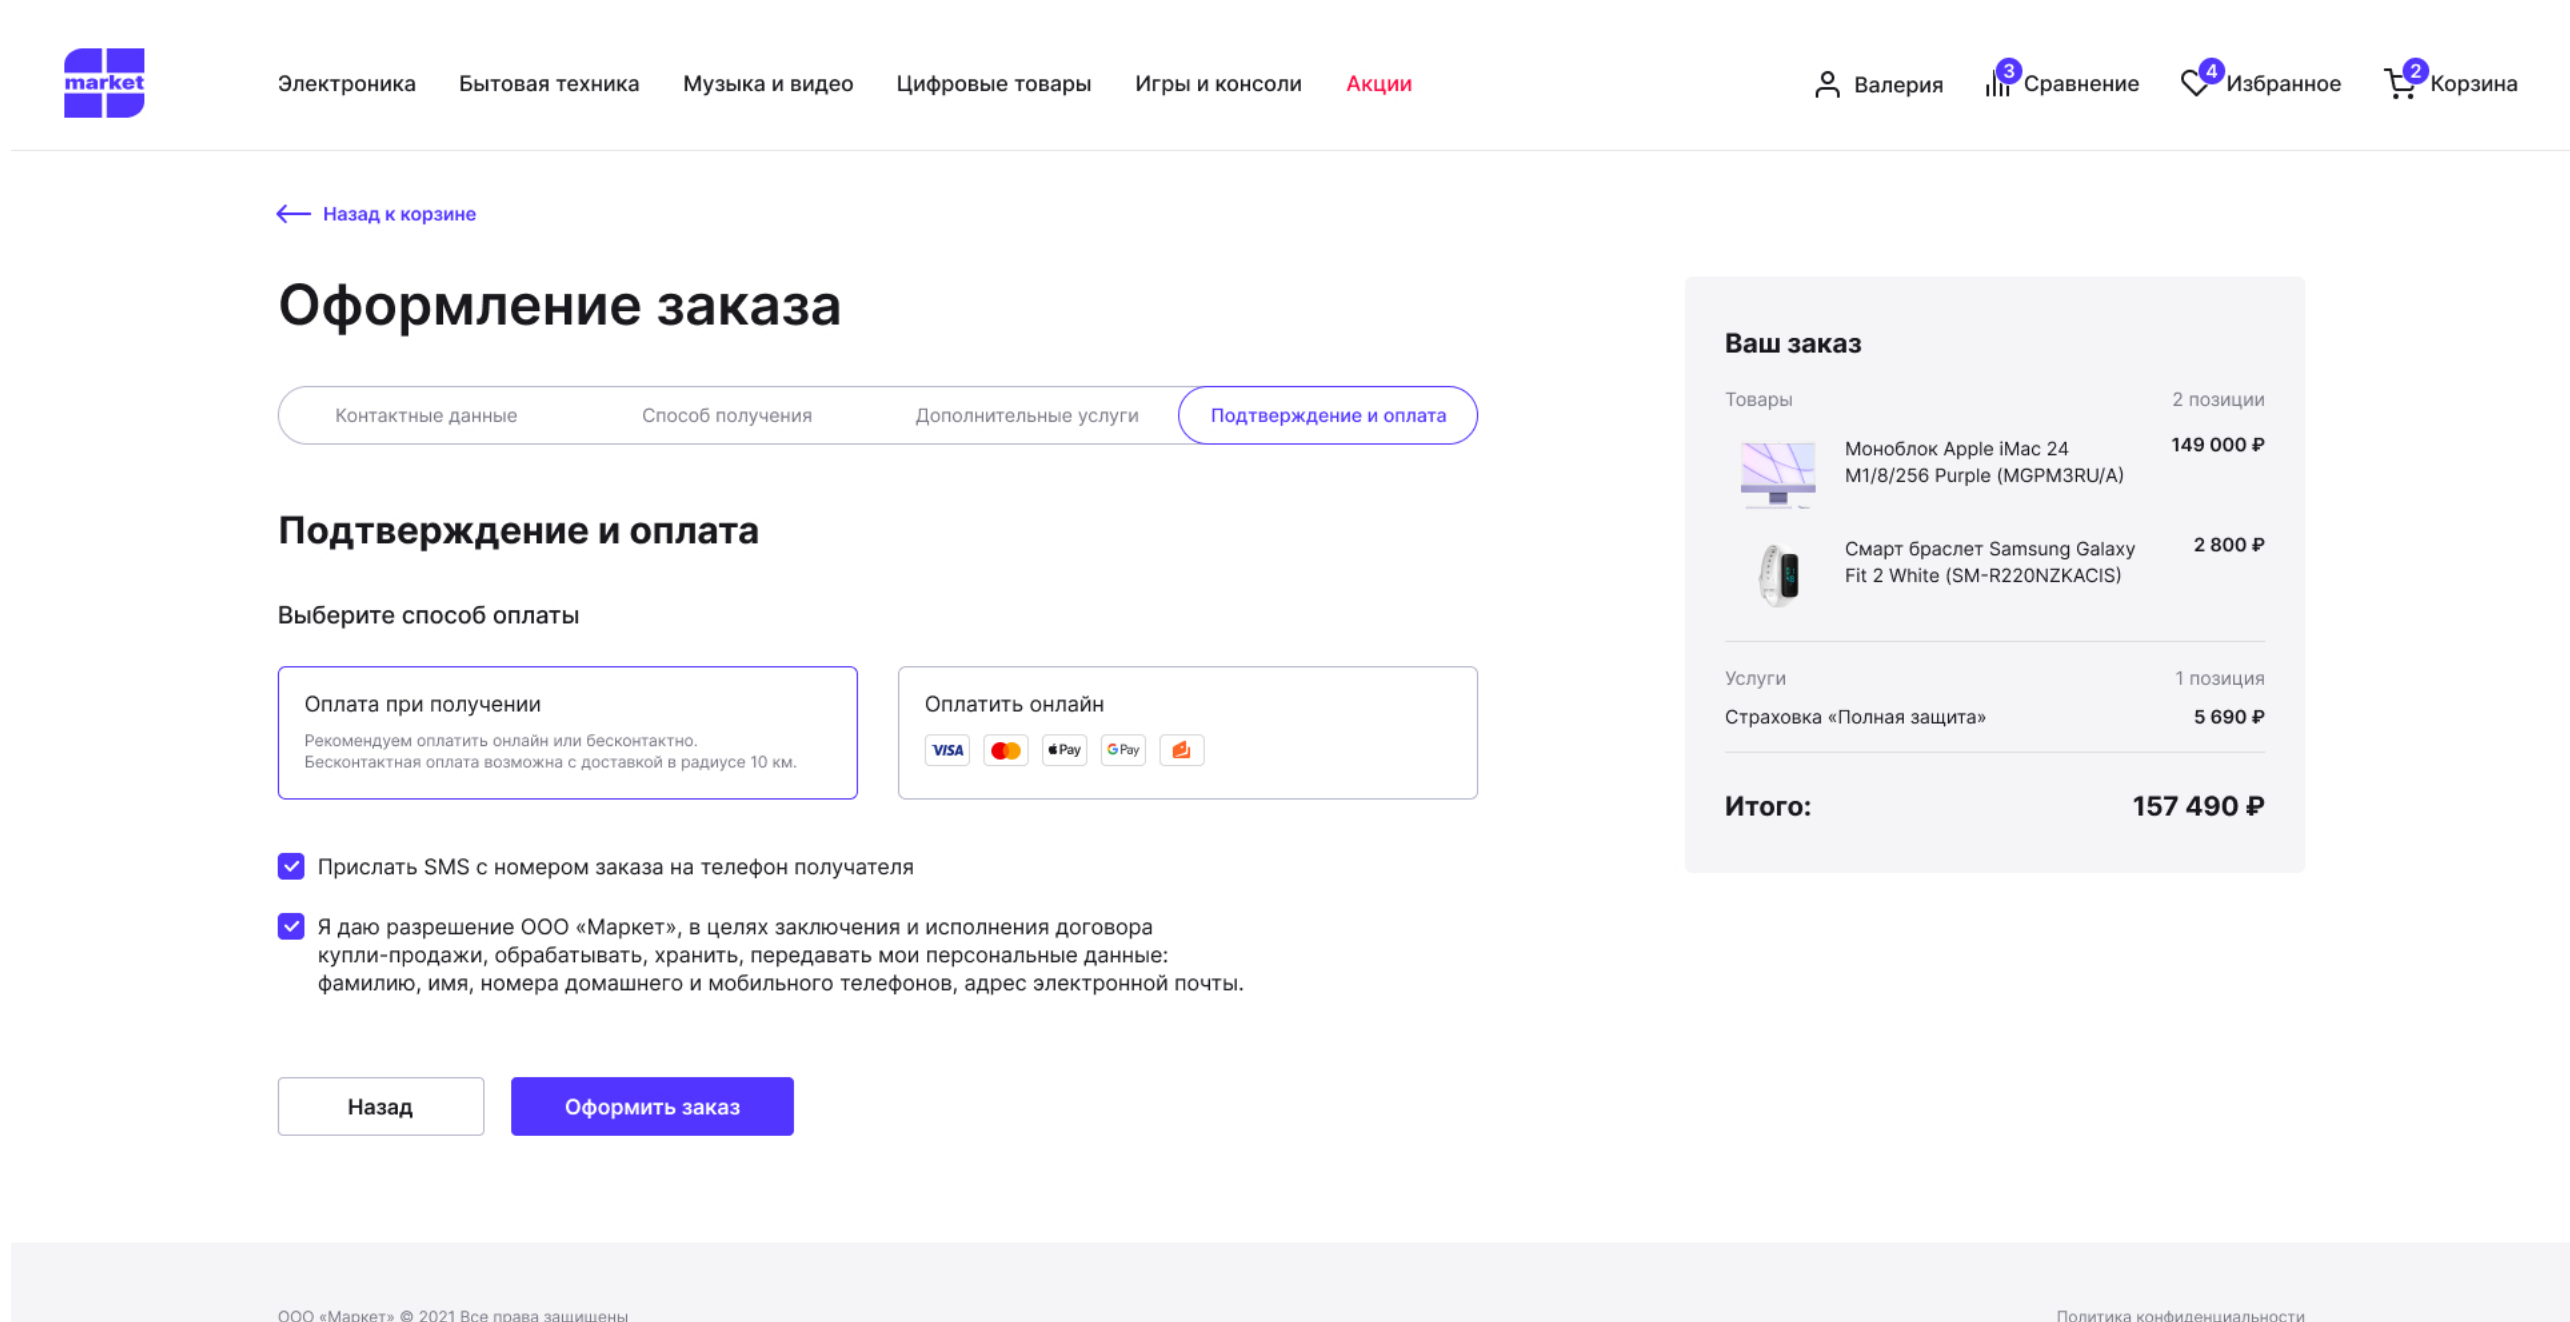 market
Электроника Бытовая техника Музыка и видео Цифровые товары Игры и консоли Акции
Валерия 3 Сравнение 4 Избранное 2 Корзина
Назад к корзине
Оформление заказа
Контактные данные Способ получения Дополнительные услуги Подтверждение и оплата
Подтверждение и оплата
Выберите способ оплаты
Оплата при получении
Рекомендуем оплатить онлайн или бесконтактно.
Бесконтактная оплата возможна с доставкой в радиусе 10 км.
Оплатить онлайн
VISA Pay G Pay
Прислать SMS с номером заказа на телефон получателя
Я даю разрешение ООО «Маркет», в целях заключения и исполнения договора
купли-продажи, обрабатывать, хранить, передавать мои персональные данные:
фамилию, имя, номера домашнего и мобильного телефонов, адрес электронной почты.
Назад Оформить заказ
Ваш заказ
Товары 2 позиции
Моноблок Apple iMac 24 149 000 ₽
M1/8/256 Purple (MGPM3RU/A)
Смарт браслет Samsung Galaxy 2 800 ₽
Fit 2 White (SM-R220NZKACIS)
Услуги 1 позиция
Страховка «Полная защита» 5 690 ₽
Итого: 157 490 ₽
ООО «Маркет» © 2021 Все права защищены
Политика конфиденциальности